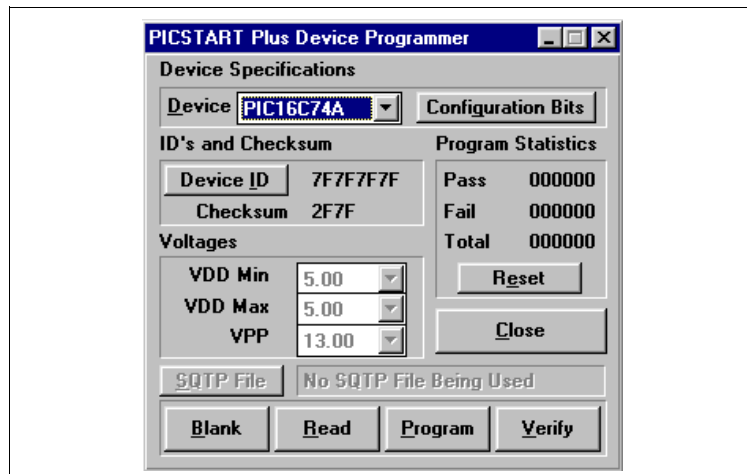 PICSTART Plus Device Programmer
Device Specifications
Device PIC16C74A Configuration Bits
ID's and Checksum
Device ID 7F7F7F7F
Checksum 2F7F
Program Statistics
Pass 000000
Fail 000000
Total 000000
Reset
Voltages
VDD Min 5.00
VDD Max 5.00
VPP 13.00
Close
SQTP File No SQTP File Being Used
Blank Read Program Verify